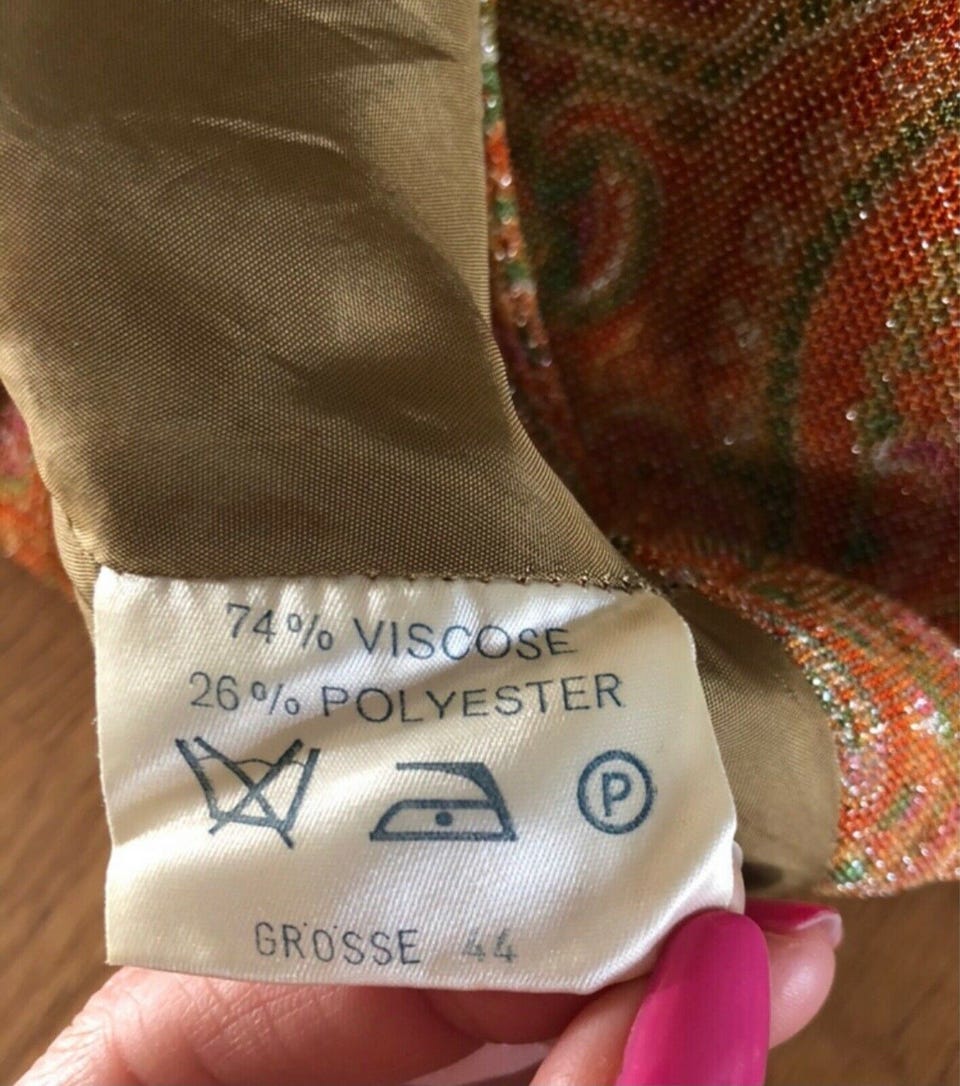 74% VISCOSE
26% POLYESTER
P
GRÖSSE 44